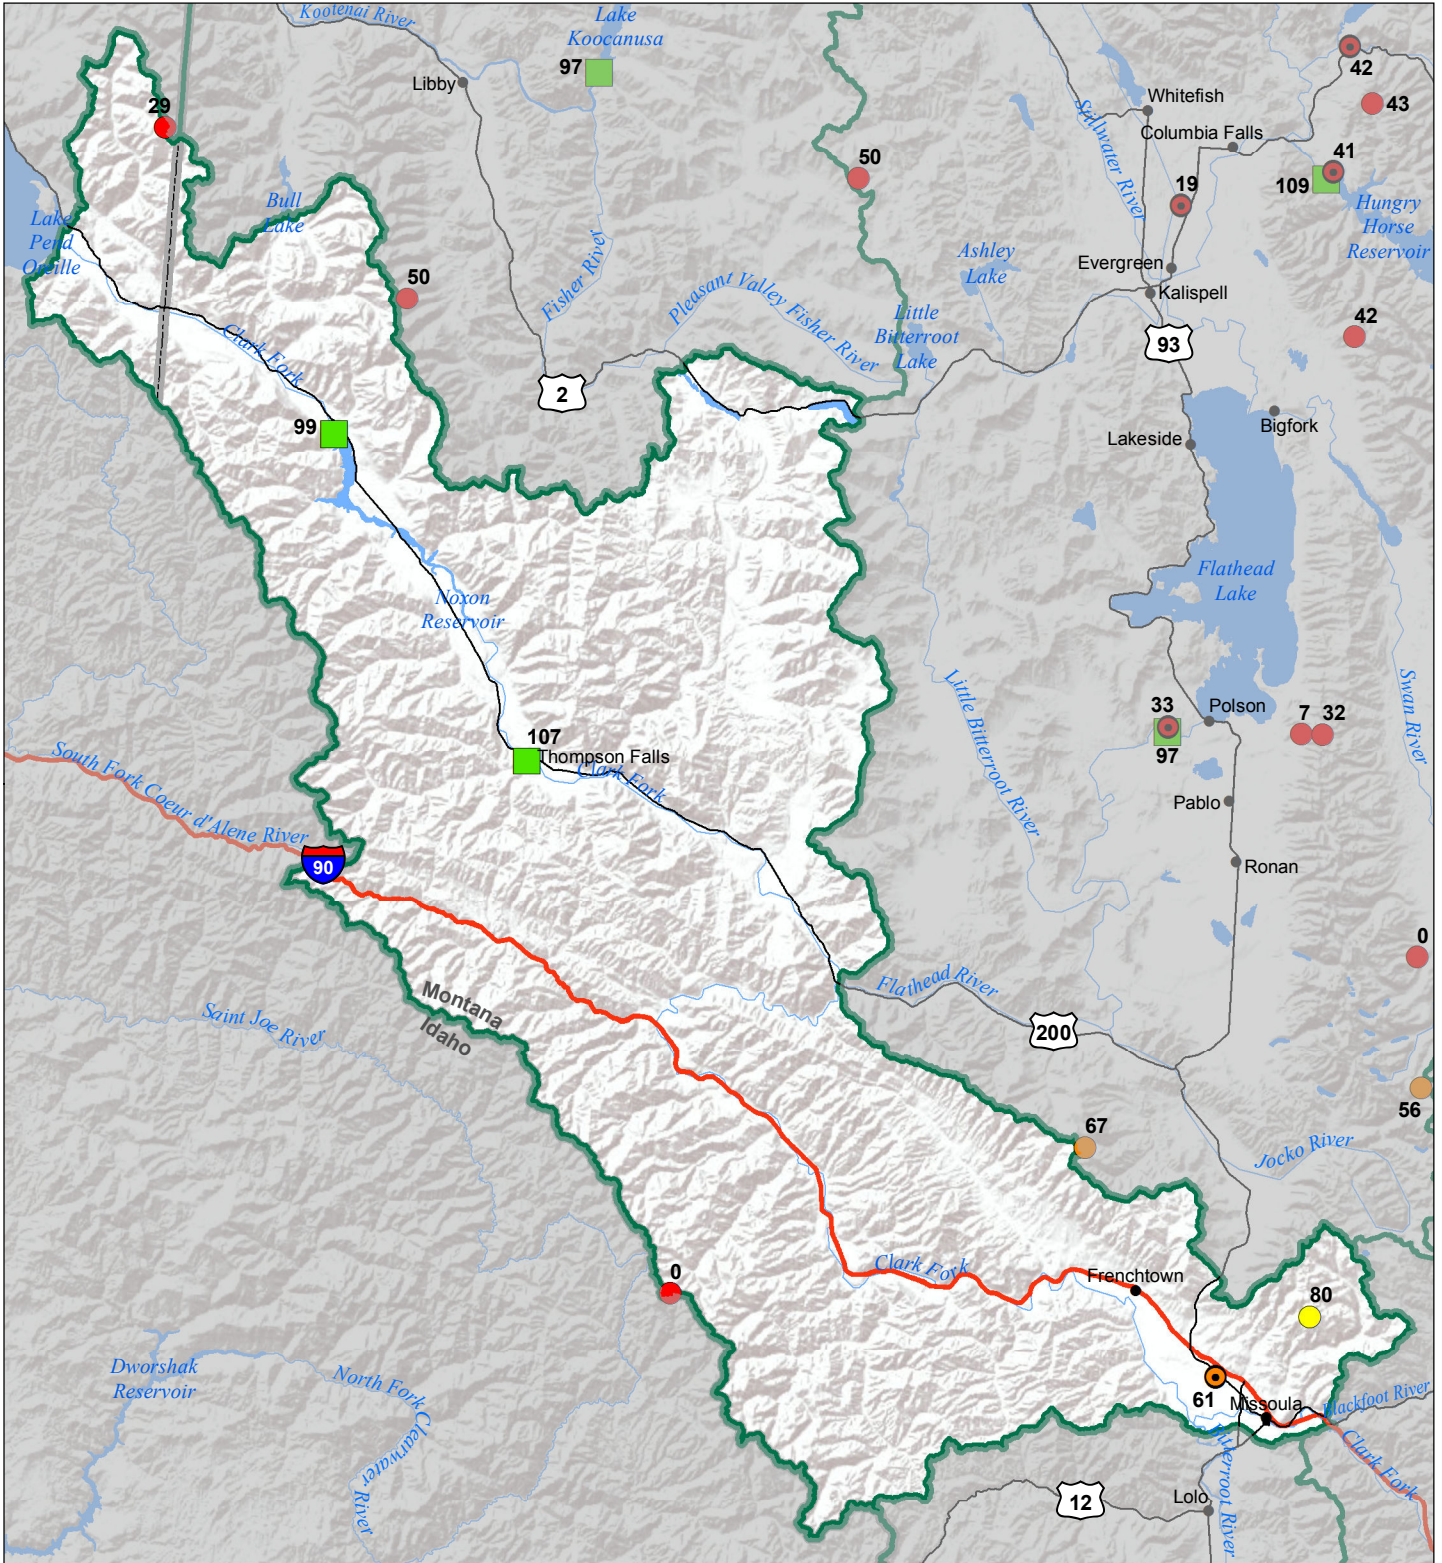 Kootenai River
Lake
Koocanusa
97
Libby
42
43
Whitefish
Columbia Falls
Stillwater River
29
50
41
109
19
Hungry
Horse
Reservoir
Bull
Lake
Lake
Pend
Oreille
Ashley
Lake
Evergreen
Kalispell
50
Fisher River
Pleasant Valley Fisher River
Little
Bitterroot
Lake
42
93
Clark Fork
2
Bigfork
Lakeside
99
Flathead
Lake
Noxon
Reservoir
Little Bitterroot River
Swan River
33
97
Polson
7
32
107
Thompson Falls
Clark Fork
South Fork Coeur d'Alene River
Pablo
90
Ronan
0
Flathead River
Montana
Idaho
Saint Joe River
200
56
67
Jocko River
Clark Fork
0
Frenchtown
80
Dworshak
Reservoir
North Fork Clearwater
River
61
Missoula
Blackfoot River
Bitterroot River
Clark Fork
12
Lolo